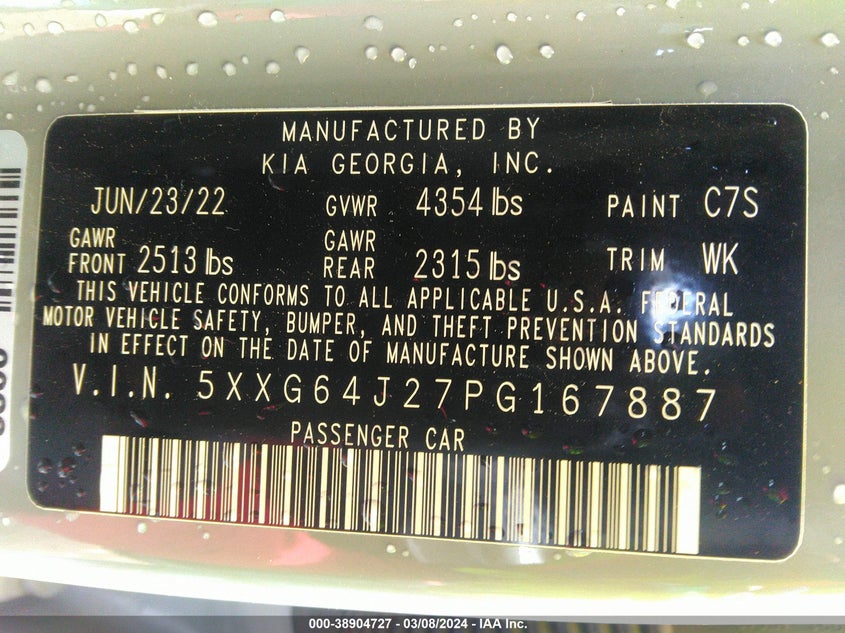 MANUFACTURED BY
KIA GEORGIA, INC.
JUN/23/22 GVWR 4354 lbs PAINT C7S
GAWR FRONT 2513 lbs GAWR REAR 2315 lbs TRIM WK
THIS VEHICLE CONFORMS TO ALL APPLICABLE U.S.A. FEDERAL
MOTOR VEHICLE SAFETY, BUMPER, AND THEFT PREVENTION STANDARDS
IN EFFECT ON THE DATE OF MANUFACTURE SHOWN ABOVE.
V.I.N. 5XXG64J27PG167887
PASSENGER CAR
000-38904727 - 03/08/2024 - IAA Inc.